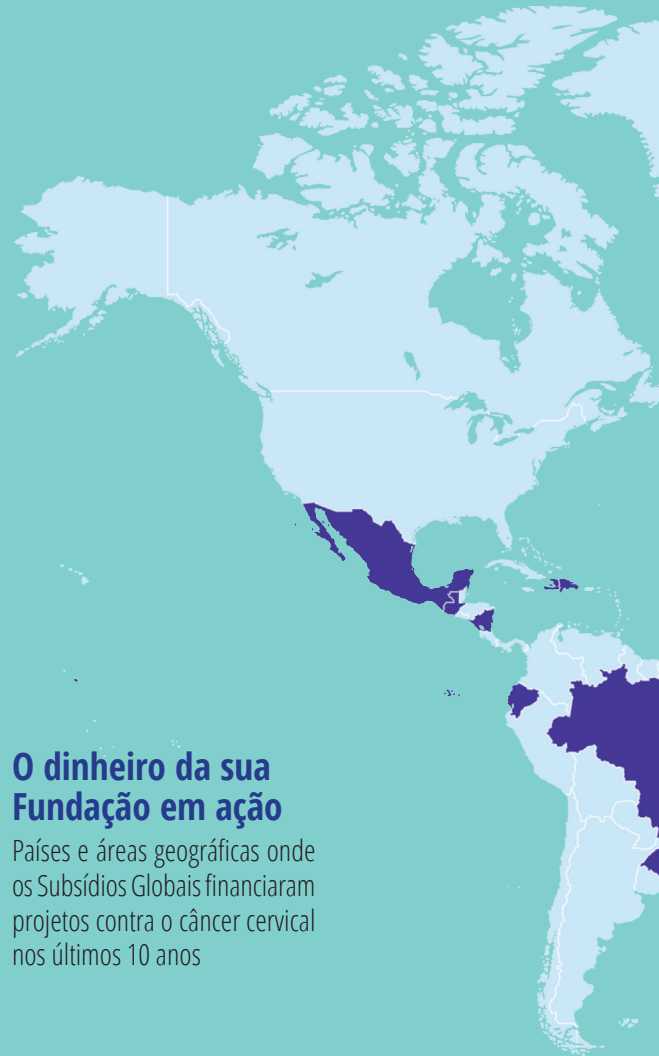 O dinheiro da sua
Fundação em ação
Países e áreas geográficas onde
os Subsídios Globais financiaram
projetos contra o câncer cervical
nos últimos 10 anos